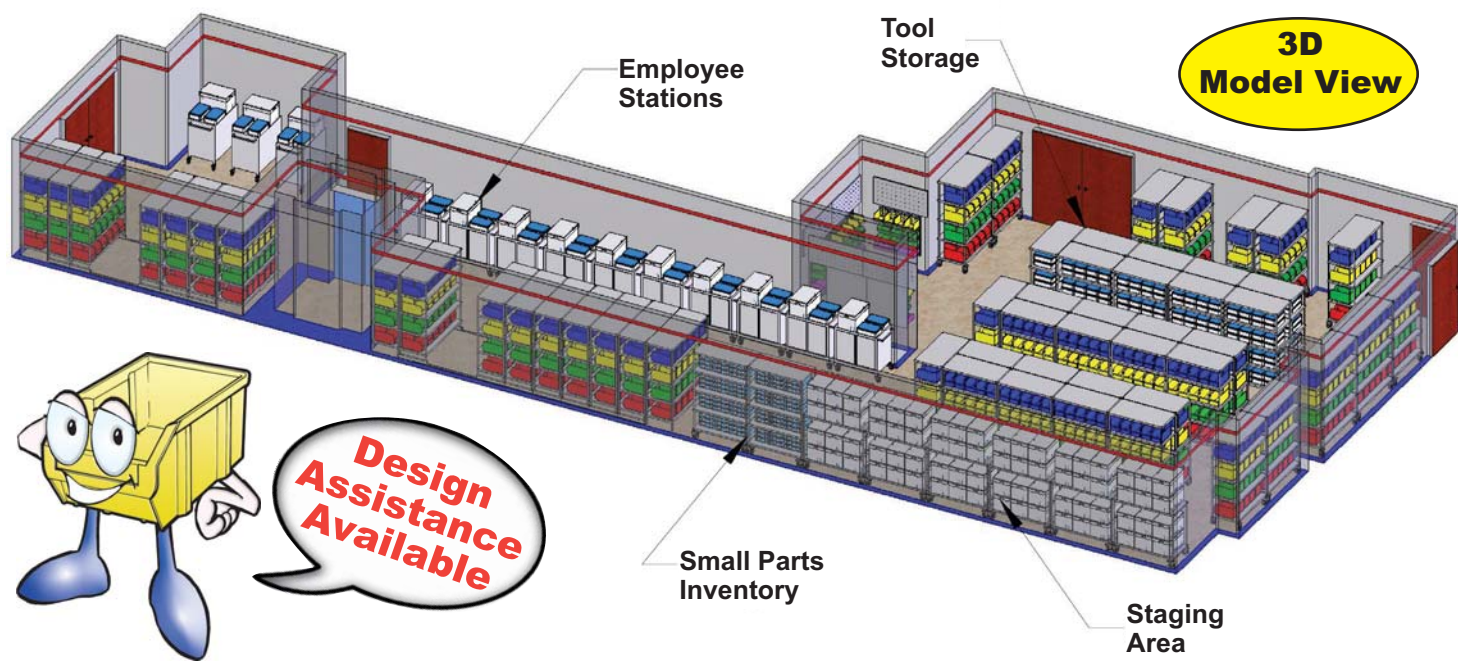 Employee
Stations
Tool
Storage
3D
Model View
Design
Assistance
Available
Small Parts
Inventory
Staging
Area